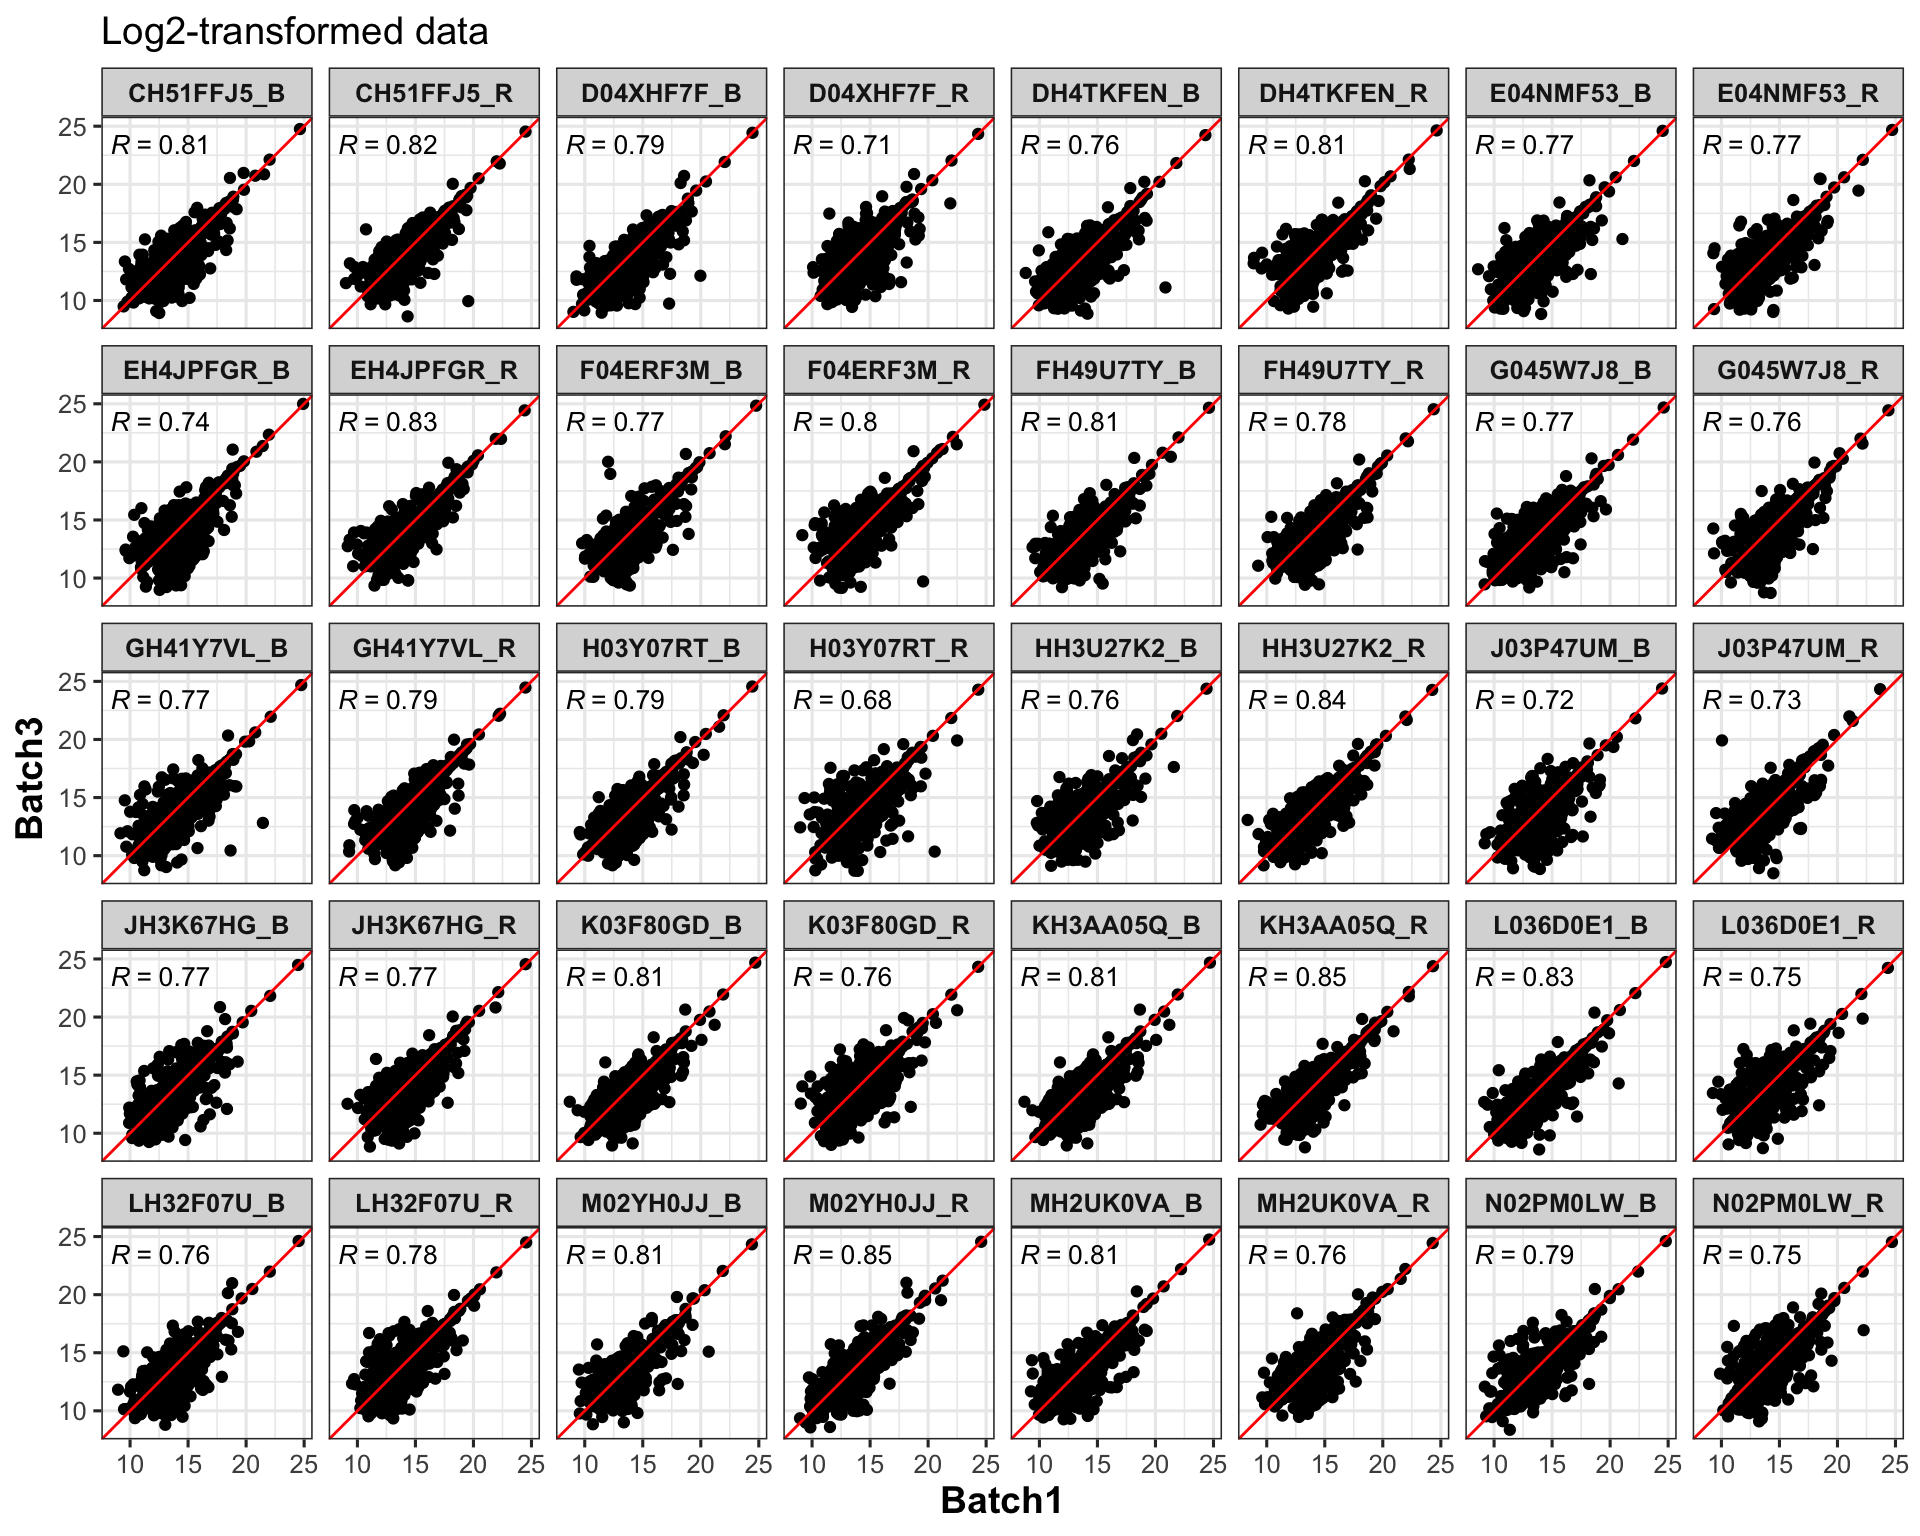 Log2-transformed data
CH51FFJ5_B CH51FFJ5_R D04XHF7F_B D04XHF7F_R DH4TKFEN_B DH4TKFEN_R E04NMF53_B E04NMF53_R
R = 0.81 R = 0.82 R = 0.79 R = 0.71 R = 0.76 R = 0.81 R = 0.77 R = 0.77
25
20
15
10
EH4JPFGR_B EH4JPFGR_R F04ERF3M_B F04ERF3M_R FH49U7TY_B FH49U7TY_R G045W7J8_B G045W7J8_R
R = 0.74 R = 0.83 R = 0.77 R = 0.8 R = 0.81 R = 0.78 R = 0.77 R = 0.76
25
20
15
10
GH41Y7VL_B GH41Y7VL_R H03Y07RT_B H03Y07RT_R HH3U27K2_B HH3U27K2_R J03P47UM_B J03P47UM_R
R = 0.77 R = 0.79 R = 0.79 R = 0.68 R = 0.76 R = 0.84 R = 0.72 R = 0.73
25
20
15
10
Batch3
JH3K67HG_B JH3K67HG_R K03F80GD_B K03F80GD_R KH3AA05Q_B KH3AA05Q_R L036D0E1_B L036D0E1_R
R = 0.77 R = 0.77 R = 0.81 R = 0.76 R = 0.81 R = 0.85 R = 0.83 R = 0.75
25
20
15
10
LH32F07U_B LH32F07U_R M02YH0JJ_B M02YH0JJ_R MH2UK0VA_B MH2UK0VA_R N02PM0LW_B N02PM0LW_R
R = 0.76 R = 0.78 R = 0.81 R = 0.85 R = 0.81 R = 0.76 R = 0.79 R = 0.75
25
20
15
10
10 15 20 25 10 15 20 25 10 15 20 25 10 15 20 25 10 15 20 25 10 15 20 25 10 15 20 25 10 15 20 25
Batch1